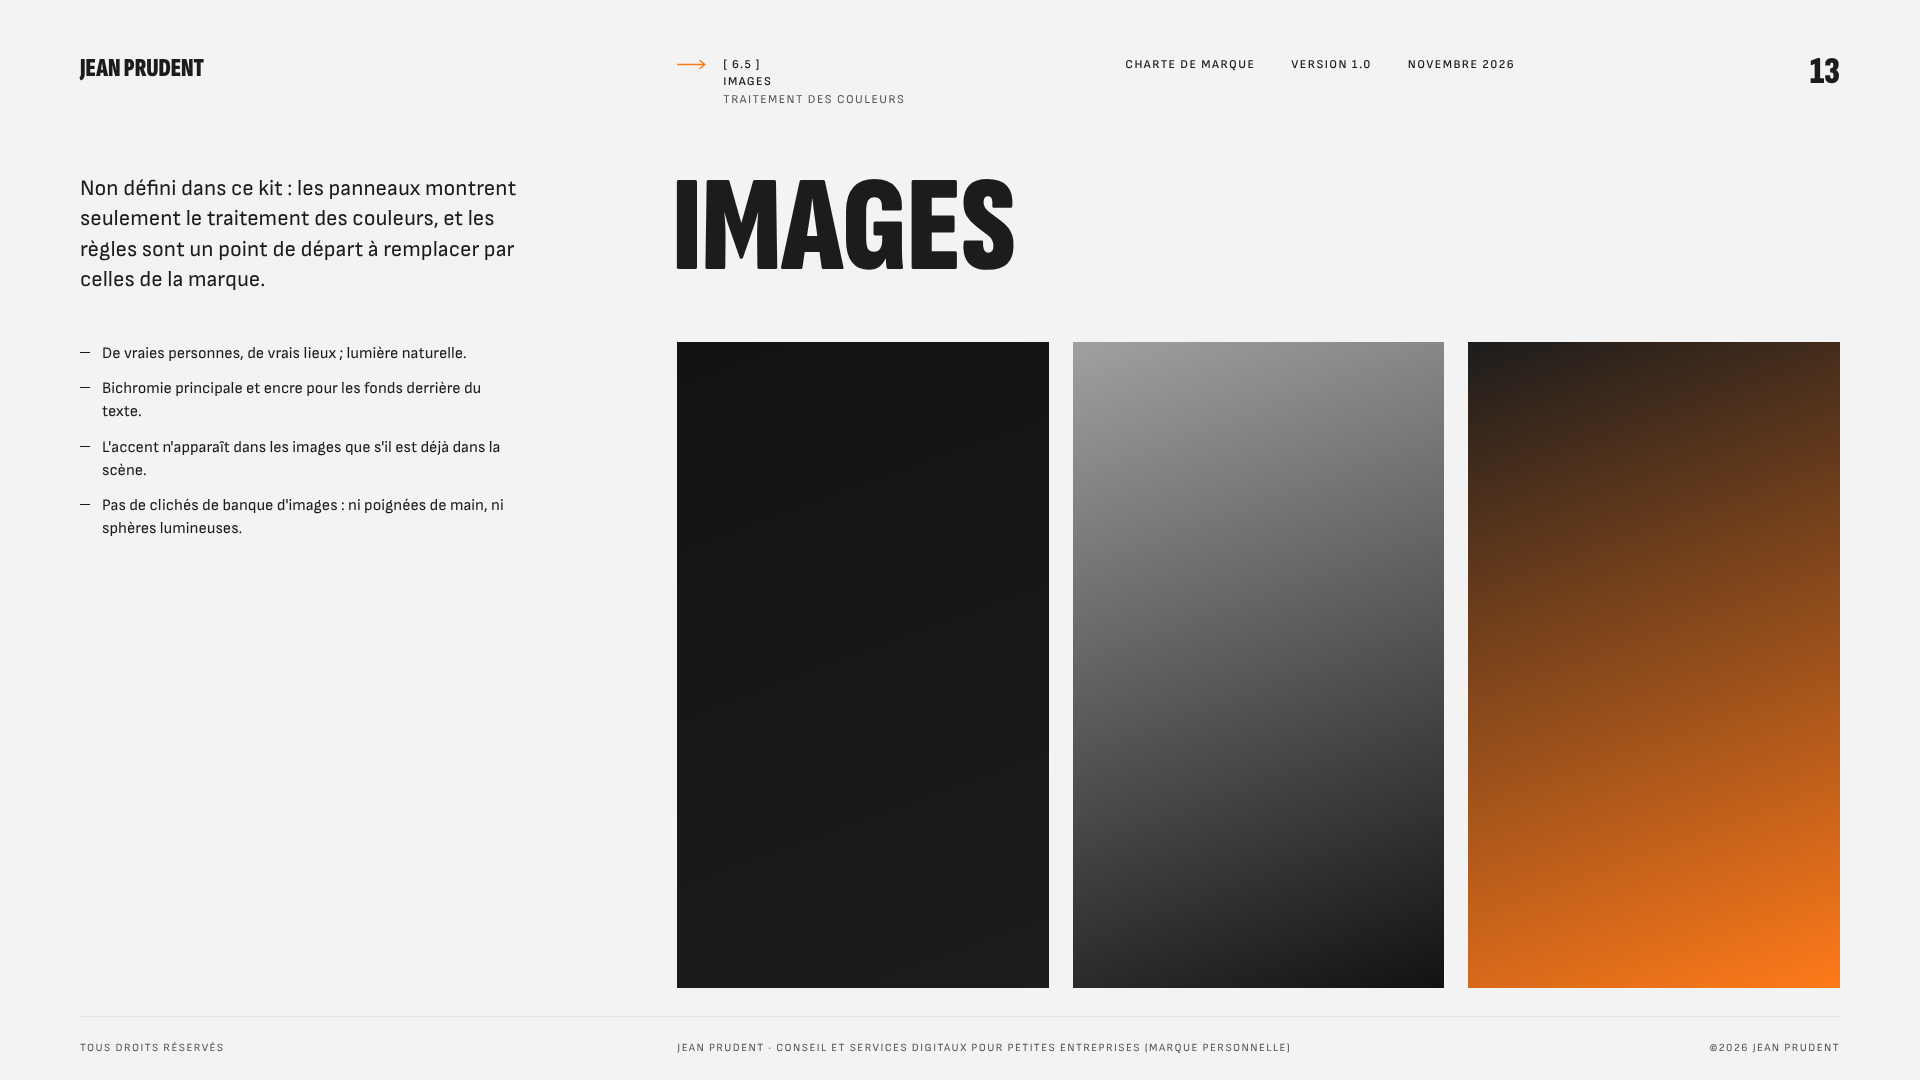 JEAN PRUDENT
[ 6.5 ]
IMAGES
TRAITEMENT DES COULEURS
CHARTE DE MARQUE
VERSION 1.0
NOVEMBRE 2026
13
Non défini dans ce kit : les panneaux montrent
seulement le traitement des couleurs, et les
règles sont un point de départ à remplacer par
celles de la marque.
IMAGES
— De vraies personnes, de vrais lieux ; lumière naturelle.
— Bichromie principale et encre pour les fonds derrière du
texte.
— L'accent n'apparaît dans les images que s'il est déjà dans la
scène.
— Pas de clichés de banque d'images : ni poignées de main, ni
sphères lumineuses.
TOUS DROITS RÉSERVÉS
JEAN PRUDENT · CONSEIL ET SERVICES DIGITAUX POUR PETITES ENTREPRISES (MARQUE PERSONNELLE)
©2026 JEAN PRUDENT